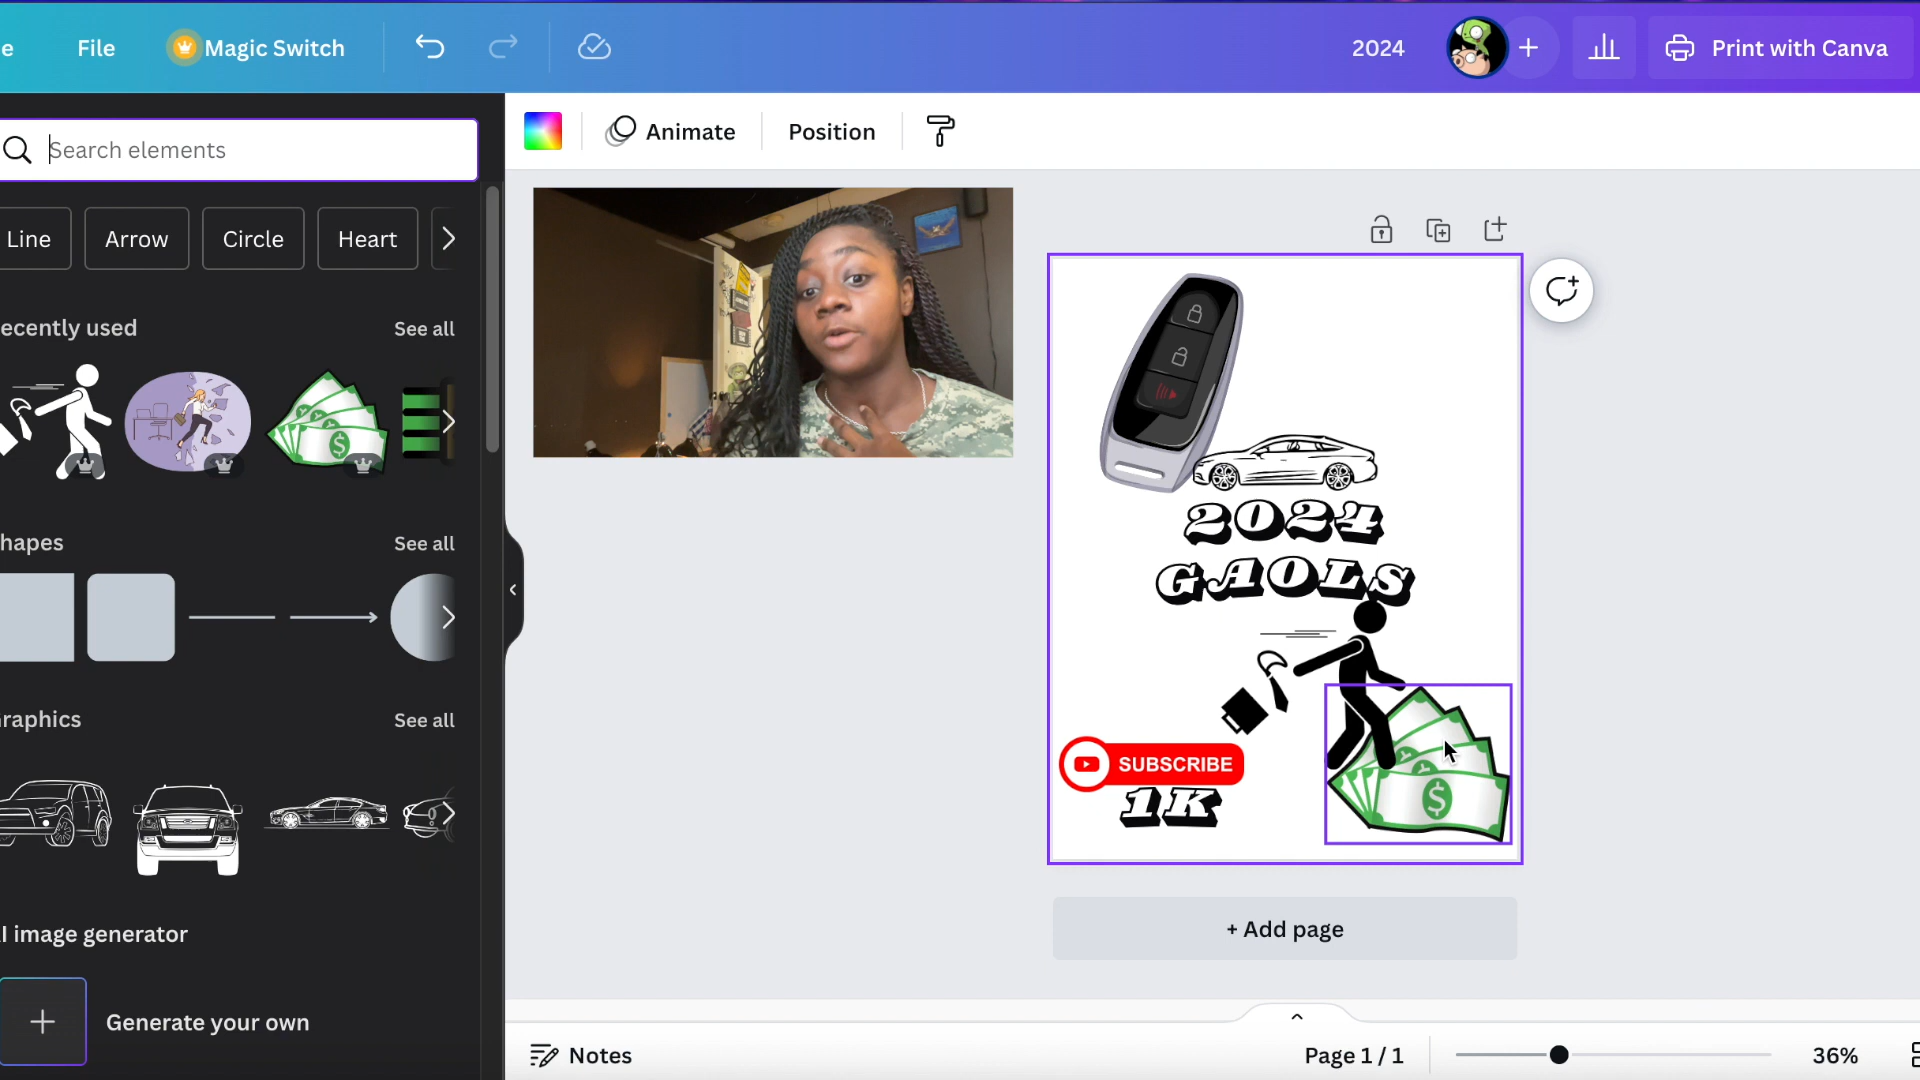 e File Magic Switch 2024 Print with Canva
Search elements
Animate Position
Line Arrow Circle Heart
ecently used See all
hapes See all
raphics See all
I image generator
Generate your own
2024
GAOLS
SUBSCRIBE
1K
$
+ Add page
Notes Page 1 / 1 36%